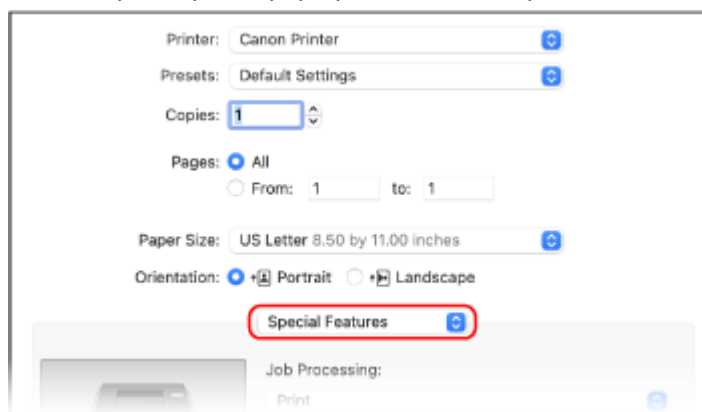 Printer: Canon Printer
Presets: Default Settings
Copies: 1
Pages: All
From: 1 to: 1
Paper Size: US Letter 8.50 by 11.00 inches
Orientation: Portrait Landscape
Special Features
Job Processing:
Print